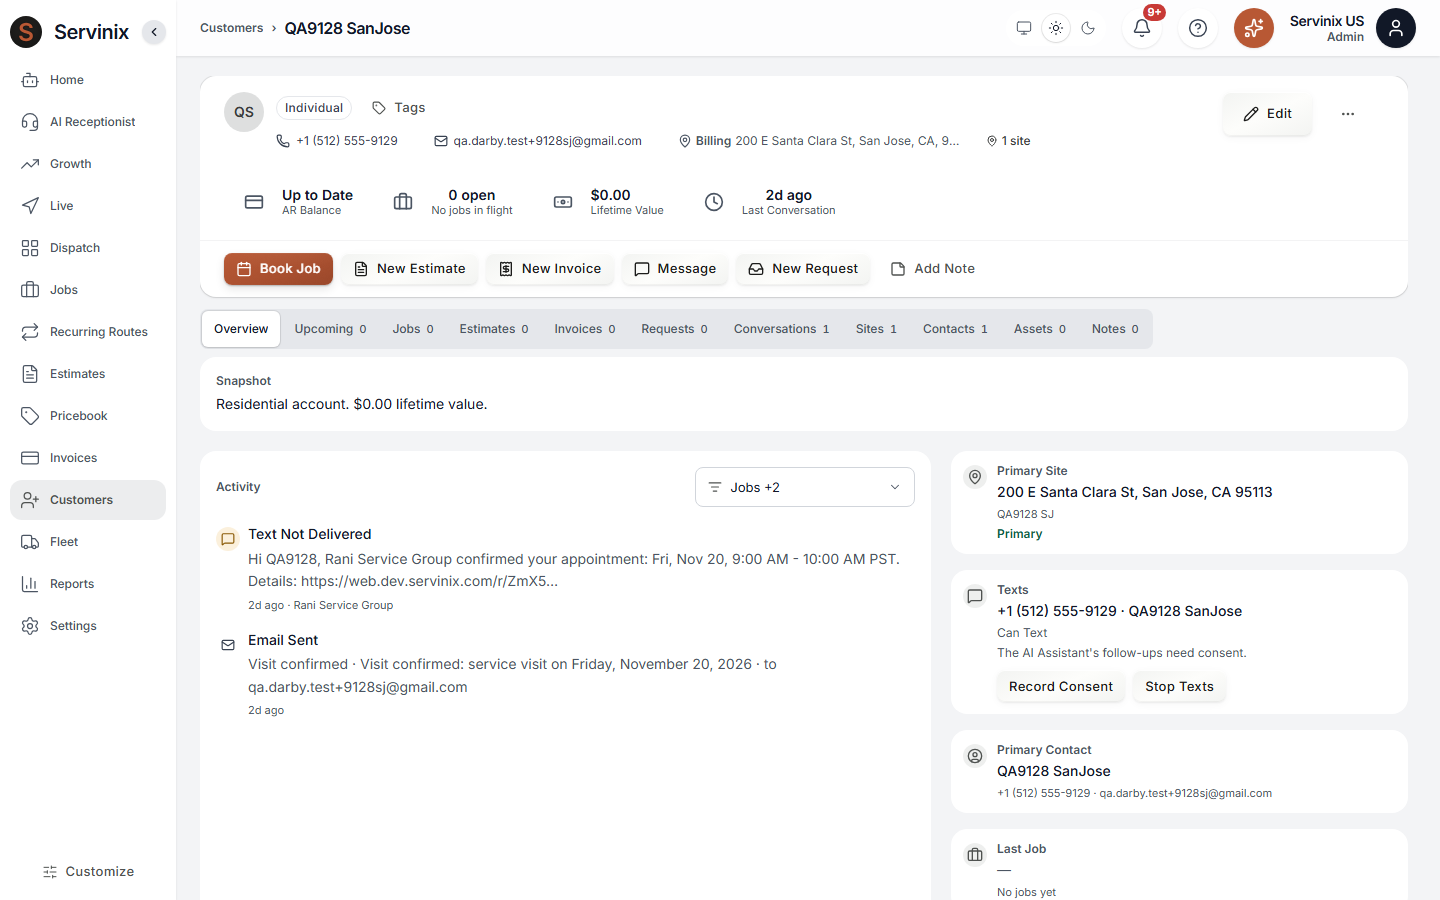 S Servinix
Customers › QA9128 SanJose
9+
Servinix US
Admin
Home
AI Receptionist
Growth
Live
Dispatch
Jobs
Recurring Routes
Estimates
Pricebook
Invoices
Customers
Fleet
Reports
Settings
Customize
QS
Individual
Tags
Edit
+1 (512) 555-9129
qa.darby.test+9128sj@gmail.com
Billing 200 E Santa Clara St, San Jose, CA, 9...
1 site
Up to Date
AR Balance
0 open
No jobs in flight
$0.00
Lifetime Value
2d ago
Last Conversation
Book Job
New Estimate
New Invoice
Message
New Request
Add Note
Overview
Upcoming 0
Jobs 0
Estimates 0
Invoices 0
Requests 0
Conversations 1
Sites 1
Contacts 1
Assets 0
Notes 0
Snapshot
Residential account. $0.00 lifetime value.
Activity
Jobs +2
Text Not Delivered
Hi QA9128, Rani Service Group confirmed your appointment: Fri, Nov 20, 9:00 AM - 10:00 AM PST.
Details: https://web.dev.servinix.com/r/ZmX5...
2d ago · Rani Service Group
Email Sent
Visit confirmed · Visit confirmed: service visit on Friday, November 20, 2026 · to
qa.darby.test+9128sj@gmail.com
2d ago
Primary Site
200 E Santa Clara St, San Jose, CA 95113
QA9128 SJ
Primary
Texts
+1 (512) 555-9129 · QA9128 SanJose
Can Text
The AI Assistant's follow-ups need consent.
Record Consent
Stop Texts
Primary Contact
QA9128 SanJose
+1 (512) 555-9129 · qa.darby.test+9128sj@gmail.com
Last Job
—
No jobs yet